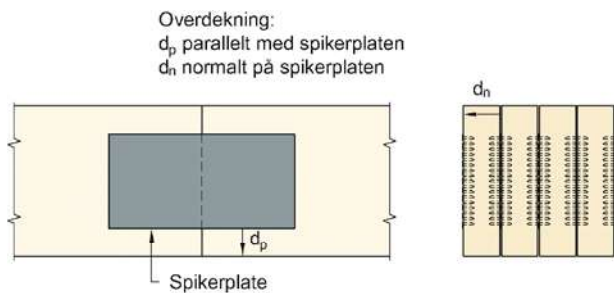 Overdekning:
dₚ parallelt med spikerplaten
dₙ normalt på spikerplaten
dₙ
dₚ
Spikerplate